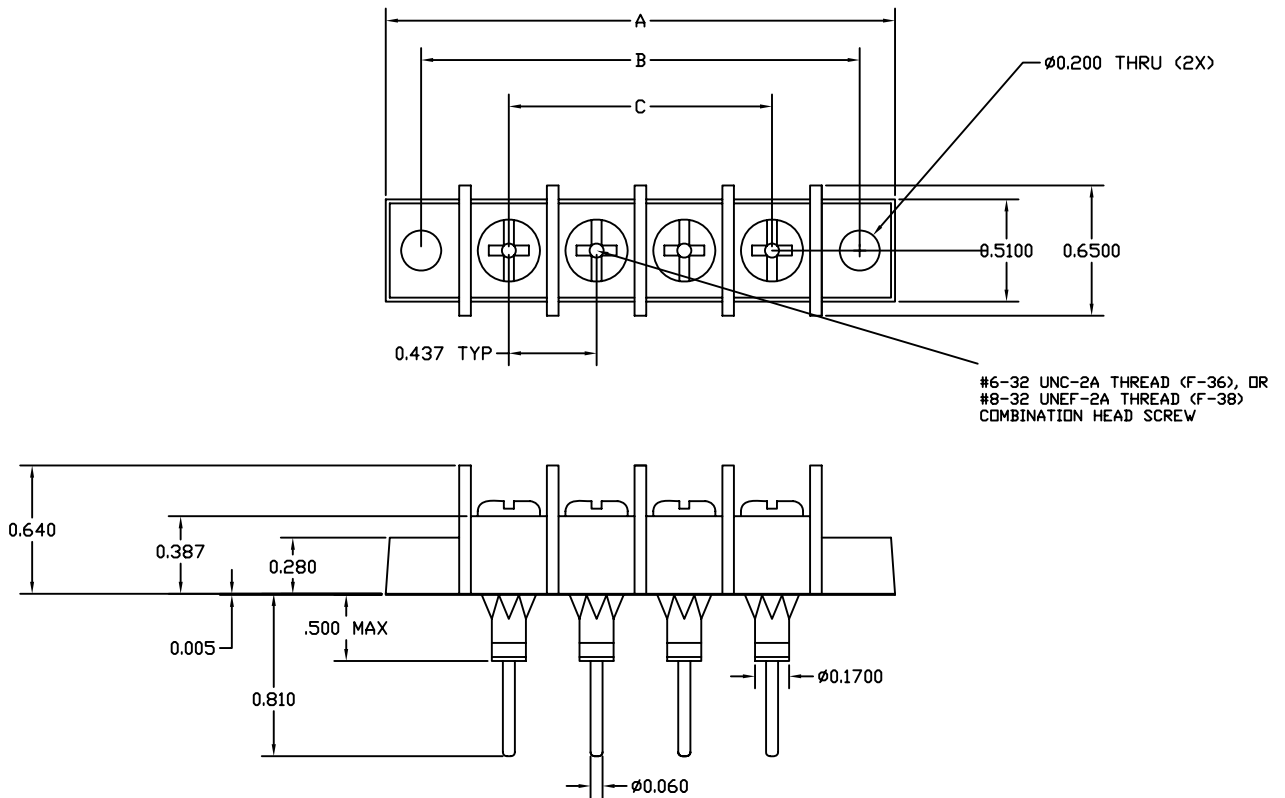 A
B
Ø0.200 THRU (2X)
C
0.5100
0.6500
0.437 TYP
#6-32 UNC-2A THREAD (F-36), OR
#8-32 UNEF-2A THREAD (F-38)
COMBINATION HEAD SCREW
0.640
0.387
0.280
.500 MAX
0.005
Ø0.1700
0.810
Ø0.060